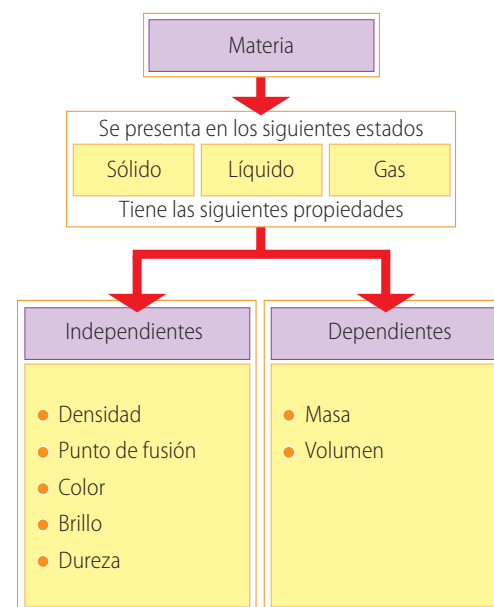 Materia
Se presenta en los siguientes estados
Sólido Líquido Gas
Tiene las siguientes propiedades
Independientes
Densidad
Punto de fusión
Color
Brillo
Dureza
Dependientes
Masa
Volumen